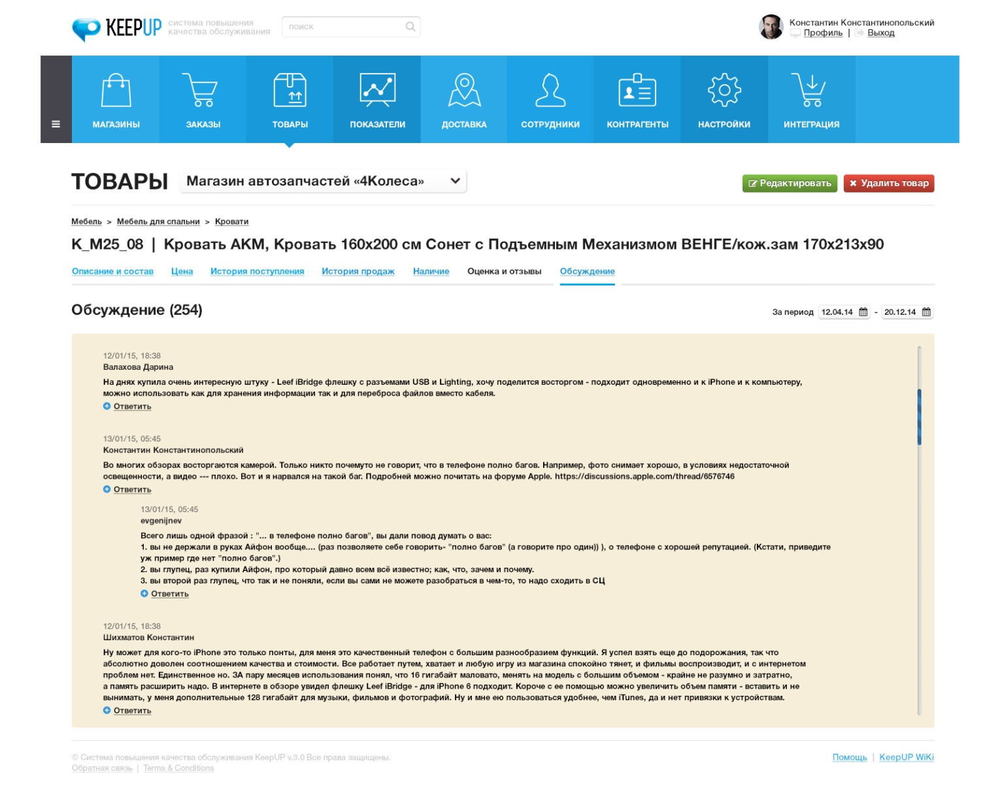 KEEPUP
система повышения
качества обслуживания
поиск
Константин Константинопольский
Профиль | Выход
МАГАЗИНЫ
ЗАКАЗЫ
ТОВАРЫ
ПОКАЗАТЕЛИ
ДОСТАВКА
СОТРУДНИКИ
КОНТРАГЕНТЫ
НАСТРОЙКИ
ИНТЕГРАЦИЯ
ТОВАРЫ
Магазин автозапчастей «4Колеса»
Редактировать
Удалить товар
Мебель > Мебель для спальни > Кровати
K_M25_08 | Кровать АКМ, Кровать 160х200 см Сонет с Подъемным Механизмом ВЕНГЕ/кож.зам 170х213х90
Описание и состав
Цена
История поступления
История продаж
Наличие
Оценка и отзывы
Обсуждение
Обсуждение (254)
За период 12.04.14 - 20.12.14
12/01/15, 18:38
Валахова Дарина
На днях купила очень интересную штуку - Leef iBridge флешку с разъемами USB и Lighting, хочу поделится восторгом - подходит одновременно и к iPhone и к компьютеру,
можно использовать как для хранения информации так и для переброса файлов вместо кабеля.
Ответить
13/01/15, 05:45
Константин Константинопольский
Во многих обзорах восторгаются камерой. Только никто почемуто не говорит, что в телефоне полно багов. Например, фото снимает хорошо, в условиях недостаточной
освещенности, а видео --- плохо. Вот и я нарвался на такой баг. Подробней можно почитать на форуме Apple. https://discussions.apple.com/thread/6576746
Ответить
13/01/15, 05:45
evgenijnev
Всего лишь одной фразой : "... в телефоне полно багов", вы дали повод думать о вас:
1. вы не держали в руках Айфон вообще.... (раз позволяете себе говорить- "полно багов" (а говорите про один)) ), о телефоне с хорошей репутацией. (Кстати, приведите
уж пример где нет "полно багов".)
2. вы глупец, раз купили Айфон, про который давно всем всё известно; как, что, зачем и почему.
3. вы второй раз глупец, что так и не поняли, если вы сами не можете разобраться в чем-то, то надо сходить в СЦ
Ответить
12/01/15, 18:38
Шихматов Константин
Ну может для кого-то iPhone это только понты, для меня это качественный телефон с большим разнообразием функций. Я успел взять еще до подорожания, так что
абсолютно доволен соотношением качества и стоимости. Все работает путем, хватает и любую игру из магазина спокойно тянет, и фильмы воспроизводит, и с интернетом
проблем нет. Единственное но. ЗА пару месяцев использования понял, что 16 гигабайт маловато, менять на модель с большим объемом - крайне не разумно и затратно,
а память расширить надо. В интернете в обзоре увидел флешку Leef iBridge - для iPhone 6 подходит. Короче с ее помощью можно увеличить объем памяти - вставить и не
вынимать, у меня дополнительные 128 гигабайт для музыки, фильмов и фотографий. Ну и мне ею пользоваться удобнее, чем iTunes, да и нет привязки к устройствам.
Ответить
© Система повышения качества обслуживания KeepUP v.3.0 Все права защищены.
Обратная связь | Terms & Conditions
Помощь | KeepUP WiKi